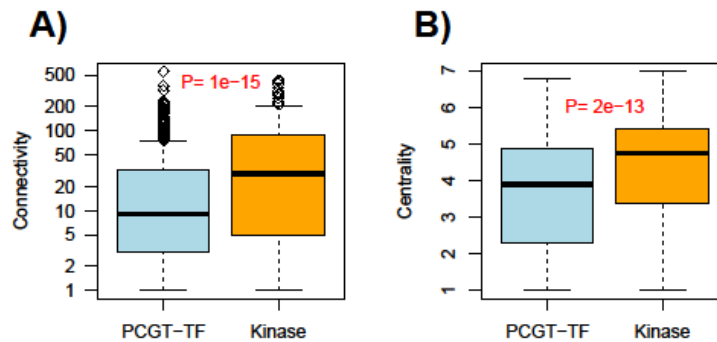 A)
P= 1e−15
Connectivity
500
200
100
50
20
10
5
2
1
PCGT−TF
Kinase
B)
P= 2e−13
Centrality
7
6
5
4
3
2
1
PCGT−TF
Kinase